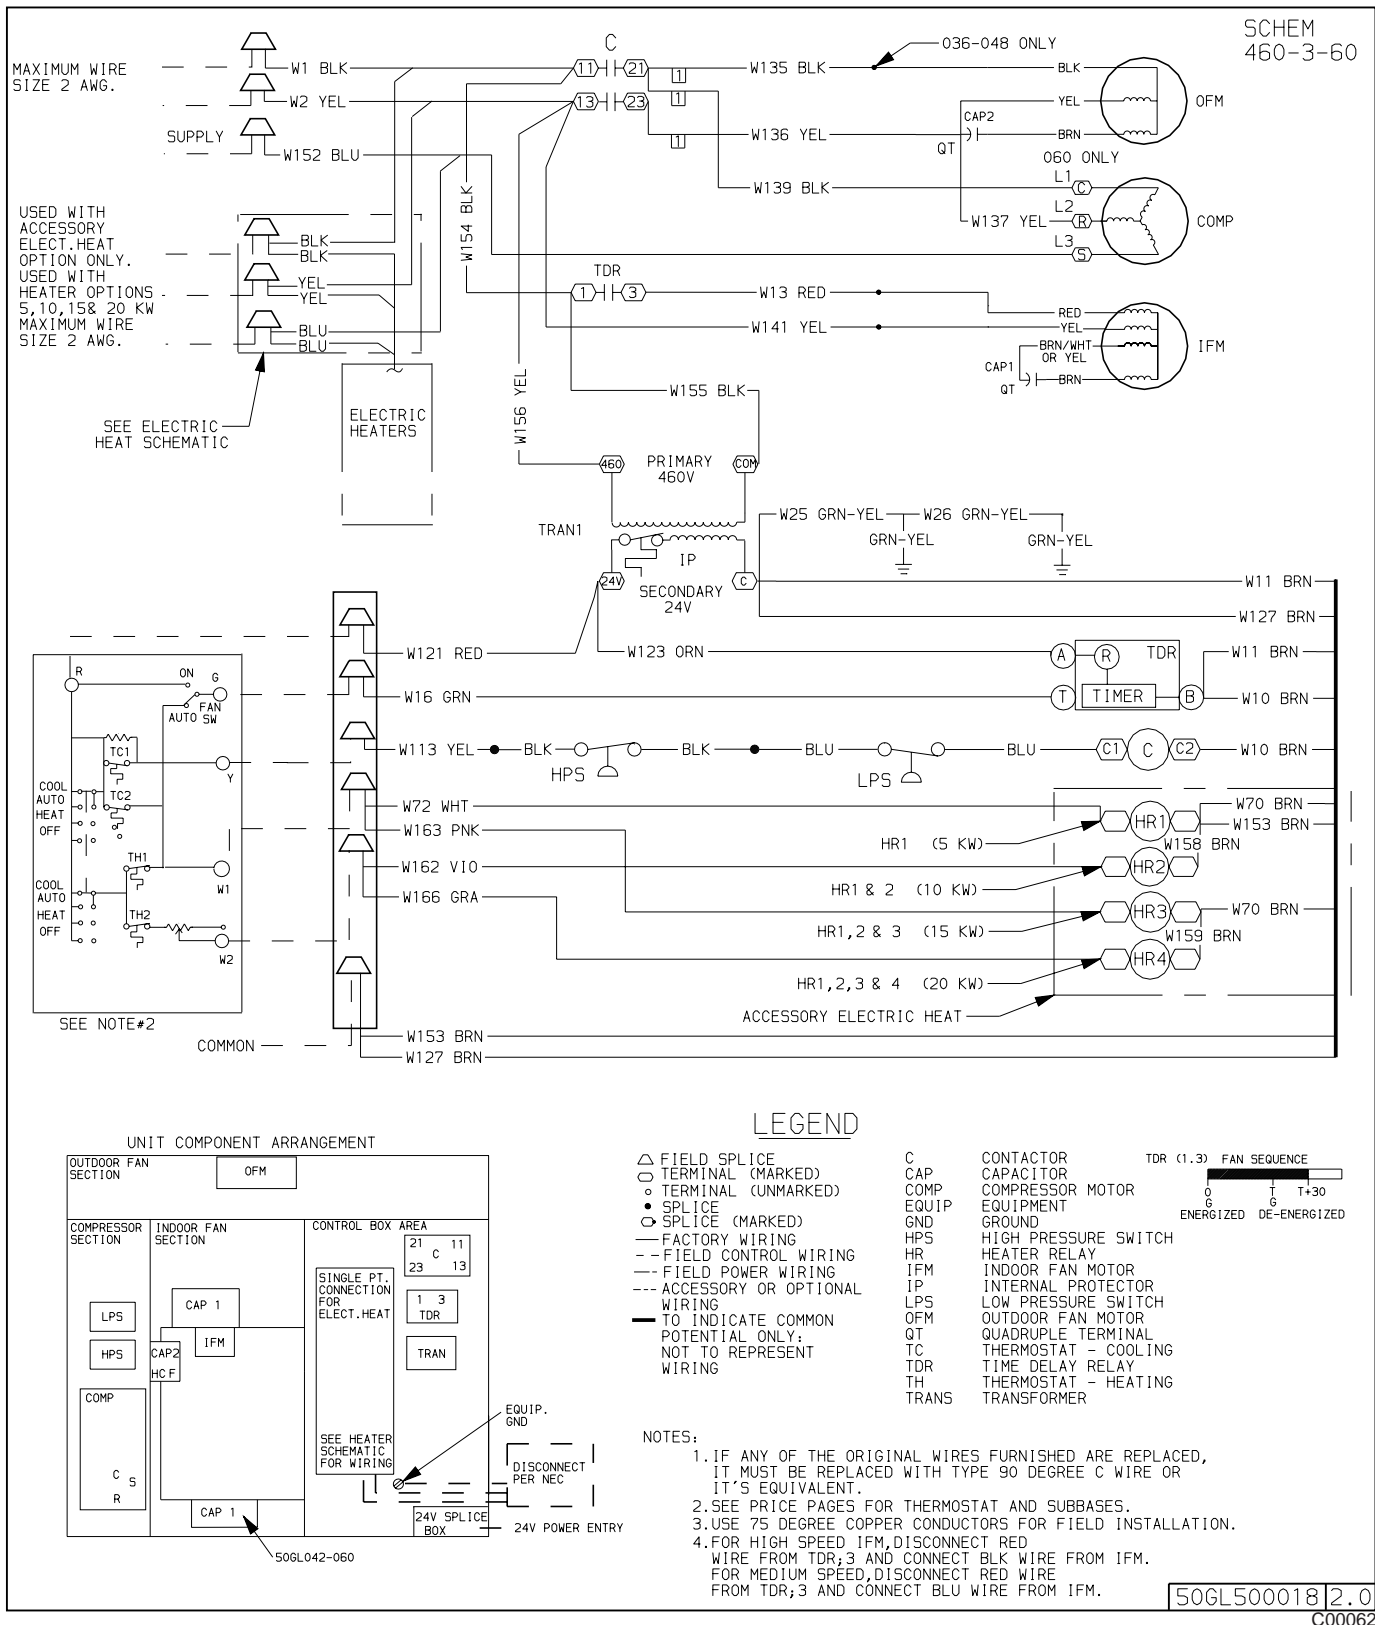 SCHEM
460-3-60
MAXIMUM WIRE
SIZE 2 AWG.
SUPPLY
W1 BLK
W2 YEL
W152 BLU
C
11
21
13
23
1
1
1
W135 BLK
036-048 ONLY
BLK
YEL
BRN
OFM
CAP2
QT
W136 YEL
060 ONLY
W139 BLK
L1
C
L2
W137 YEL
R
L3
S
COMP
W154 BLK
USED WITH
ACCESSORY
ELECT.HEAT
OPTION ONLY.
USED WITH
HEATER OPTIONS
5,10,15& 20 KW
MAXIMUM WIRE
SIZE 2 AWG.
BLK
BLK
YEL
YEL
BLU
BLU
TDR
1
3
W13 RED
W141 YEL
RED
YEL
BRN/WHT
OR YEL
BRN
CAP1
QT
IFM
W155 BLK
W156 YEL
SEE ELECTRIC
HEAT SCHEMATIC
ELECTRIC
HEATERS
460
PRIMARY
460V
COM
TRAN1
IP
24V
SECONDARY
24V
C
W25 GRN-YEL
W26 GRN-YEL
GRN-YEL
GRN-YEL
W11 BRN
W127 BRN
W121 RED
W123 ORN
A
R
TDR
W11 BRN
W16 GRN
T
TIMER
B
W10 BRN
W113 YEL
BLK
HPS
BLK
BLU
LPS
BLU
C1
C
C2
W10 BRN
R
ON
G
AUTO
FAN
SW
TC1
Y
COOL
AUTO
HEAT
OFF
TC2
TH1
W1
COOL
AUTO
HEAT
OFF
TH2
W2
SEE NOTE#2
COMMON
W72 WHT
W163 PNK
W162 VIO
W166 GRA
W153 BRN
W127 BRN
HR1 (5 KW)
HR1 & 2 (10 KW)
HR1,2 & 3 (15 KW)
HR1,2,3 & 4 (20 KW)
ACCESSORY ELECTRIC HEAT
HR1
HR2
HR3
HR4
W70 BRN
W153 BRN
W158 BRN
W70 BRN
W159 BRN
UNIT COMPONENT ARRANGEMENT
OUTDOOR FAN
SECTION
OFM
COMPRESSOR
SECTION
INDOOR FAN
SECTION
CONTROL BOX AREA
21 11
C
23 13
SINGLE PT.
CONNECTION
FOR
ELECT.HEAT
1 3
TDR
TRAN
CAP 1
IFM
LPS
HPS
CAP2
HCF
COMP
C
S
R
CAP 1
SEE HEATER
SCHEMATIC
FOR WIRING
EQUIP.
GND
DISCONNECT
PER NEC
24V SPLICE
BOX
24V POWER ENTRY
50GL042-060
LEGEND
FIELD SPLICE
TERMINAL (MARKED)
TERMINAL (UNMARKED)
SPLICE
SPLICE (MARKED)
FACTORY WIRING
FIELD CONTROL WIRING
FIELD POWER WIRING
ACCESSORY OR OPTIONAL
WIRING
TO INDICATE COMMON
POTENTIAL ONLY:
NOT TO REPRESENT
WIRING
C CONTACTOR
CAP CAPACITOR
COMP COMPRESSOR MOTOR
EQUIP EQUIPMENT
GND GROUND
HPS HIGH PRESSURE SWITCH
HR HEATER RELAY
IFM INDOOR FAN MOTOR
IP INTERNAL PROTECTOR
LPS LOW PRESSURE SWITCH
OFM OUTDOOR FAN MOTOR
QT QUADRUPLE TERMINAL
TC THERMOSTAT - COOLING
TDR TIME DELAY RELAY
TH THERMOSTAT - HEATING
TRANS TRANSFORMER
TDR (1.3) FAN SEQUENCE
0 T T+30
G G
ENERGIZED DE-ENERGIZED
NOTES:
1.IF ANY OF THE ORIGINAL WIRES FURNISHED ARE REPLACED,
IT MUST BE REPLACED WITH TYPE 90 DEGREE C WIRE OR
IT'S EQUIVALENT.
2.SEE PRICE PAGES FOR THERMOSTAT AND SUBBASES.
3.USE 75 DEGREE COPPER CONDUCTORS FOR FIELD INSTALLATION.
4.FOR HIGH SPEED IFM,DISCONNECT RED
WIRE FROM TDR;3 AND CONNECT BLK WIRE FROM IFM.
FOR MEDIUM SPEED,DISCONNECT RED WIRE
FROM TDR;3 AND CONNECT BLU WIRE FROM IFM.
50GL500018 2.0
C00062